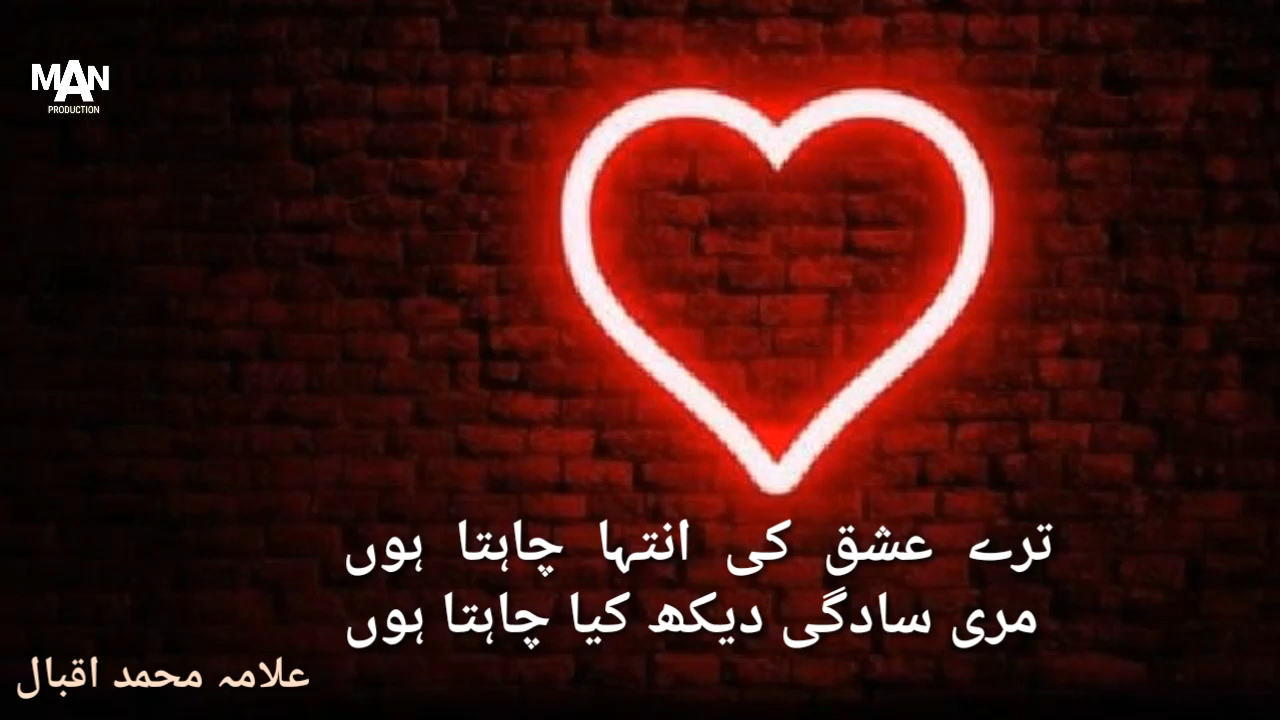 MAN
PRODUCTION
ترے عشق کی انتہا چاہتا ہوں
مری سادگی دیکھ کیا چاہتا ہوں
علامہ محمد اقبال